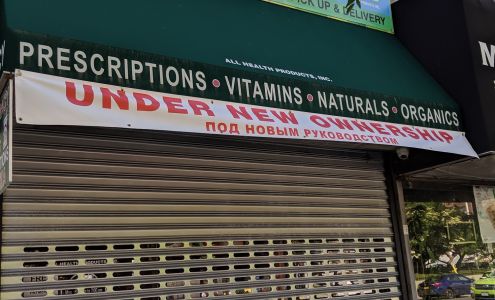 PICK UP & DELIVERY
ALL HEALTH PRODUCTS, INC.
PRESCRIPTIONS • VITAMINS • NATURALS • ORGANICS
UNDER NEW OWNERSHIP
ПОД НОВЫМ РУКОВОДСТВОМ
M